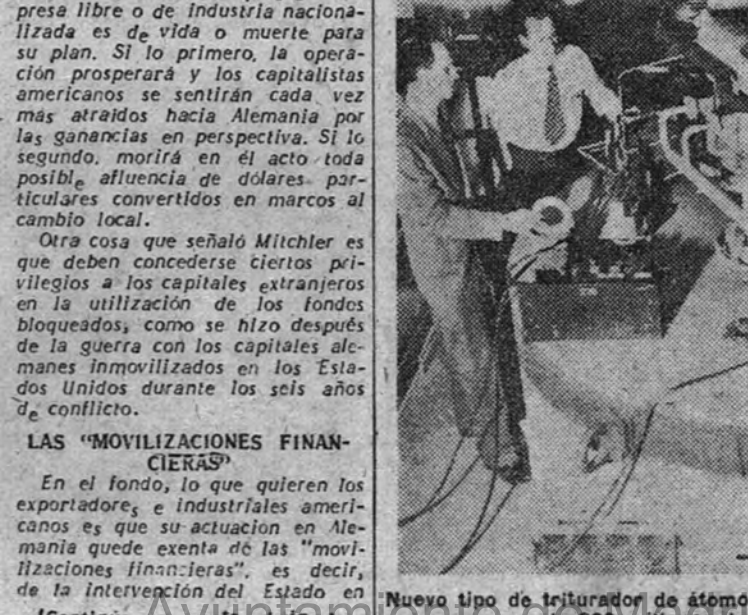 presa libre o de industria naciona-
lizada es de vida o muerte para
su plan. Si lo primero, la opera-
ción prosperará y los capitalistas
americanos se sentirán cada vez
más atraidos hacia Alemania por
las ganancias en perspectiva. Si lo
segundo, morirá en él acto toda
posible afluencia de dólares par-
ticulares convertidos en marcos al
cambio local.
Otra cosa que señaló Mitchler es
que deben concederse ciertos pri-
vilegios a los capitales extranjeros
en la utilización de los fondos
bloqueados, como se hizo después
de la guerra con los capitales ale-
manes inmovilizados en los Esta-
dos Unidos durante los seis años
de conflicto.
LAS "MOVILIZACIONES FINAN-
CIERAS"
En el fondo, lo que quieren los
exportadores e industriales ameri-
canos es que su actuacion en Ale-
mania quede exenta de las "movi-
lizaciones financieras", es decir,
de la intervención del Estado en
Nuevo tipo de triturador de átomo
Ayuntamiento de